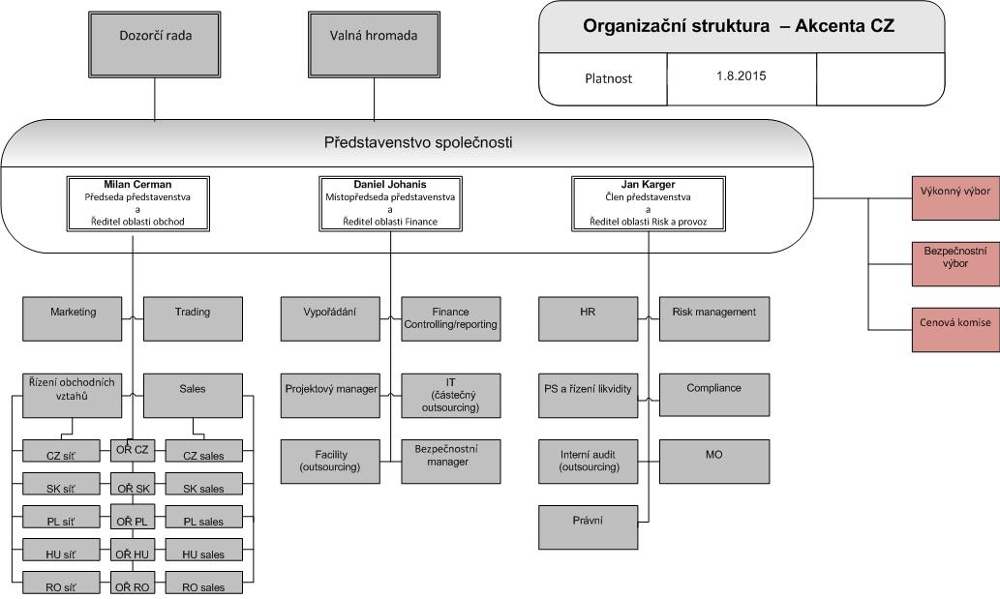 Dozorčí rada
Valná hromada
Organizační struktura – Akcenta CZ
Platnost
1.8.2015
Představenstvo společnosti
Milan Cerman
Předseda představenstva
a
Ředitel oblasti obchod
Daniel Johanis
Místopředseda představenstva
a
Ředitel oblasti Finance
Jan Karger
Člen představenstva
a
Ředitel oblasti Risk a provoz
Výkonný výbor
Bezpečnostní
výbor
Cenová komise
Marketing
Trading
Vypořádání
Finance
Controlling/reporting
HR
Risk management
Řízení obchodních
vztahů
Sales
Projektový manager
IT
(částečný
outsourcing)
PS a řízení likvidity
Compliance
CZ síť
OŘ CZ
CZ sales
Facility
(outsourcing)
Bezpečnostní
manager
Interní audit
(outsourcing)
MO
SK síť
OŘ SK
SK sales
PL síť
OŘ PL
PL sales
Právní
HU síť
OŘ HU
HU sales
RO síť
OŘ RO
RO sales